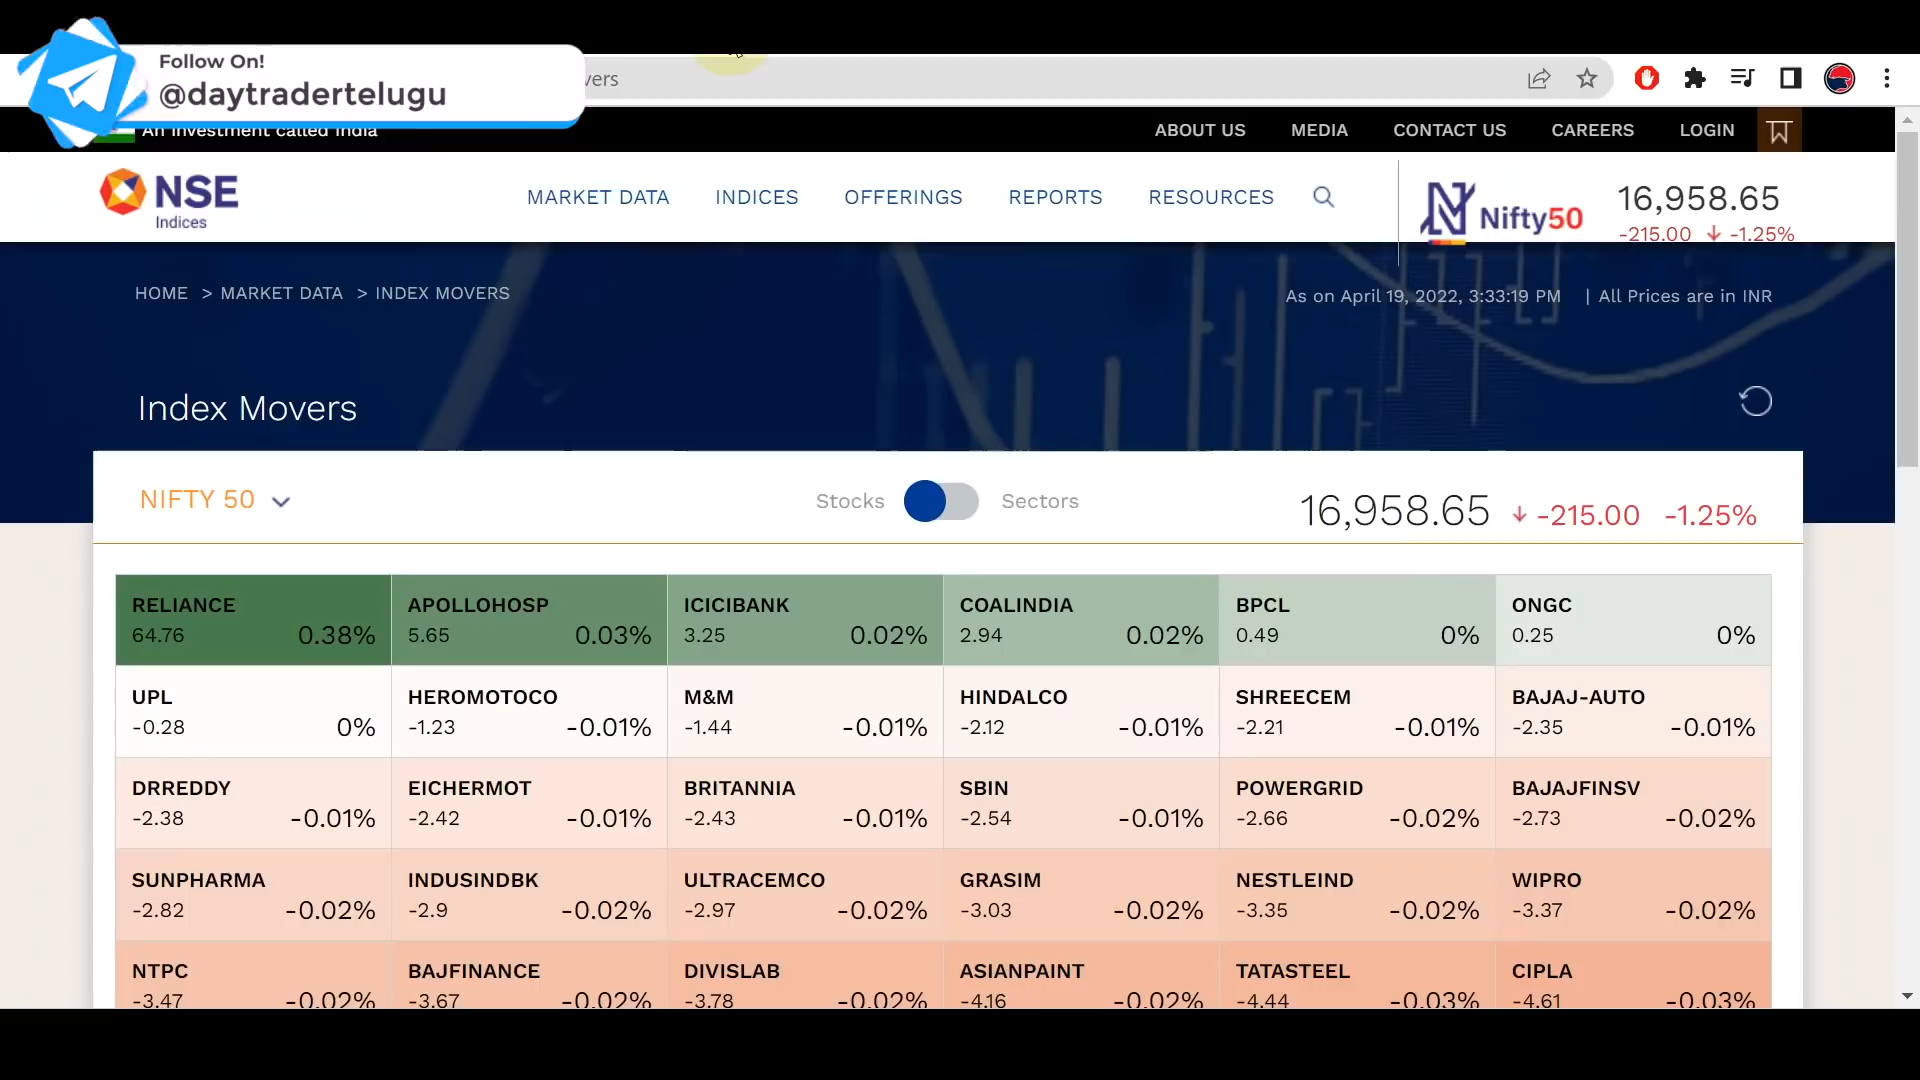 Follow On!
@daytradertelugu
vers
An Investment called India
ABOUT US MEDIA CONTACT US CAREERS LOGIN
NSE
Indices
MARKET DATA INDICES OFFERINGS REPORTS RESOURCES
Nifty50
16,958.65
-215.00 -1.25%
HOME > MARKET DATA > INDEX MOVERS
As on April 19, 2022, 3:33:19 PM | All Prices are in INR
Index Movers
NIFTY 50
Stocks Sectors
16,958.65 -215.00 -1.25%
RELIANCE APOLLOHOSP ICICIBANK COALINDIA BPCL ONGC
64.76 0.38% 5.65 0.03% 3.25 0.02% 2.94 0.02% 0.49 0% 0.25 0%
UPL HEROMOTOCO M&M HINDALCO SHREECEM BAJAJ-AUTO
-0.28 0% -1.23 -0.01% -1.44 -0.01% -2.12 -0.01% -2.21 -0.01% -2.35 -0.01%
DRREDDY EICHERMOT BRITANNIA SBIN POWERGRID BAJAJFINSV
-2.38 -0.01% -2.42 -0.01% -2.43 -0.01% -2.54 -0.01% -2.66 -0.02% -2.73 -0.02%
SUNPHARMA INDUSINDBK ULTRACEMCO GRASIM NESTLEIND WIPRO
-2.82 -0.02% -2.9 -0.02% -2.97 -0.02% -3.03 -0.02% -3.35 -0.02% -3.37 -0.02%
NTPC BAJFINANCE DIVISLAB ASIANPAINT TATASTEEL CIPLA
-3.47 -0.02% -3.67 -0.02% -3.78 -0.02% -4.16 -0.02% -4.44 -0.03% -4.61 -0.03%